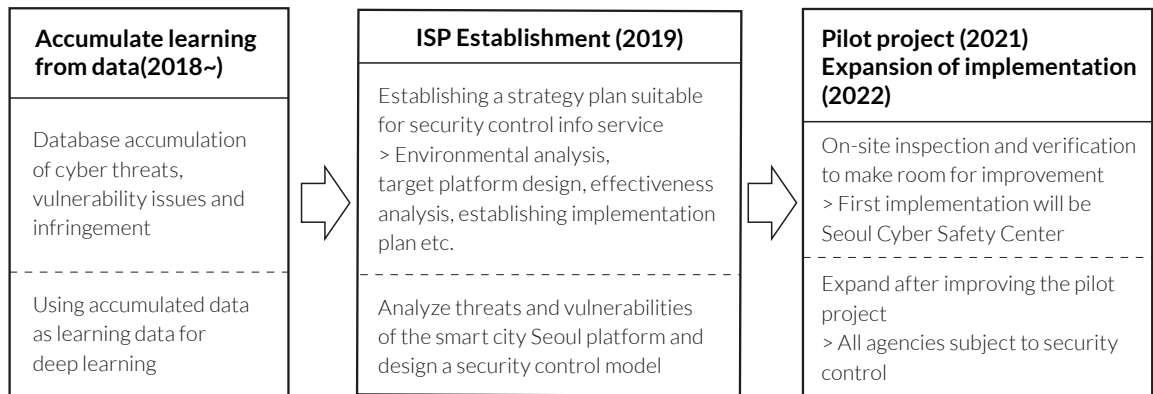 Accumulate learning
from data(2018~)
Database accumulation
of cyber threats,
vulnerability issues and
infringement
Using accumulated data
as learning data for
deep learning
ISP Establishment (2019)
Establishing a strategy plan suitable
for security control info service
> Environmental analysis,
target platform design, effectiveness
analysis, establishing implementation
plan etc.
Analyze threats and vulnerabilities
of the smart city Seoul platform and
design a security control model
Pilot project (2021)
Expansion of implementation
(2022)
On-site inspection and verification
to make room for improvement
> First implementation will be
Seoul Cyber Safety Center
Expand after improving the pilot
project
> All agencies subject to security
control